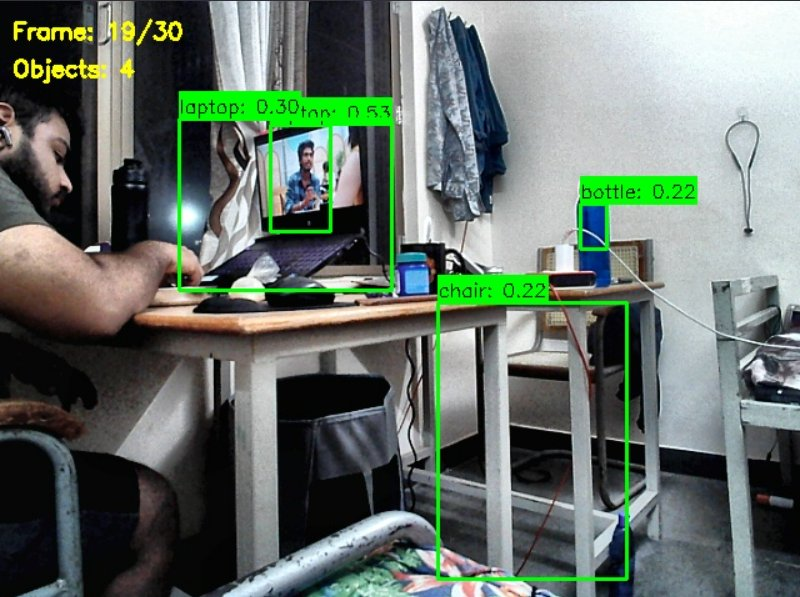 Frame: 19/30
Objects: 4
laptop: 0.30
top: 0.53
bottle: 0.22
chair: 0.22